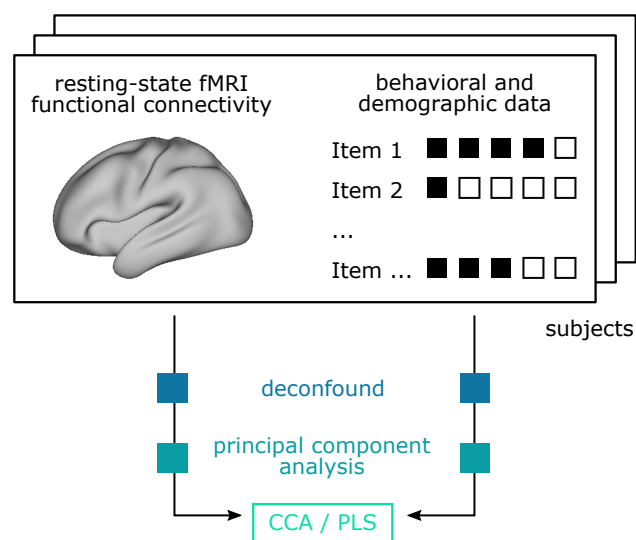 resting-state fMRI
functional connectivity
behavioral and
demographic data
Item 1
Item 2
...
Item ...
subjects
deconfound
principal component
analysis
CCA / PLS